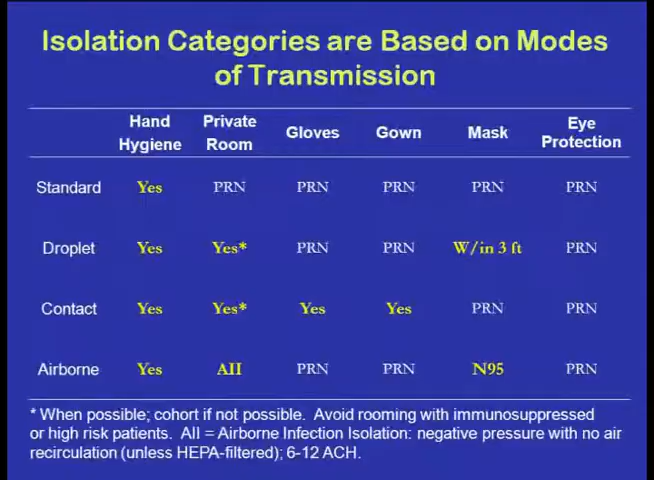 Isolation Categories are Based on Modes
of Transmission
Hand Hygiene Private Room Gloves Gown Mask Eye Protection
Standard Yes PRN PRN PRN PRN PRN
Droplet Yes Yes* PRN PRN W/in 3 ft PRN
Contact Yes Yes* Yes Yes PRN PRN
Airborne Yes AII PRN PRN N95 PRN
* When possible; cohort if not possible. Avoid rooming with immunosuppressed
or high risk patients. AII = Airborne Infection Isolation: negative pressure with no air
recirculation (unless HEPA-filtered); 6-12 ACH.